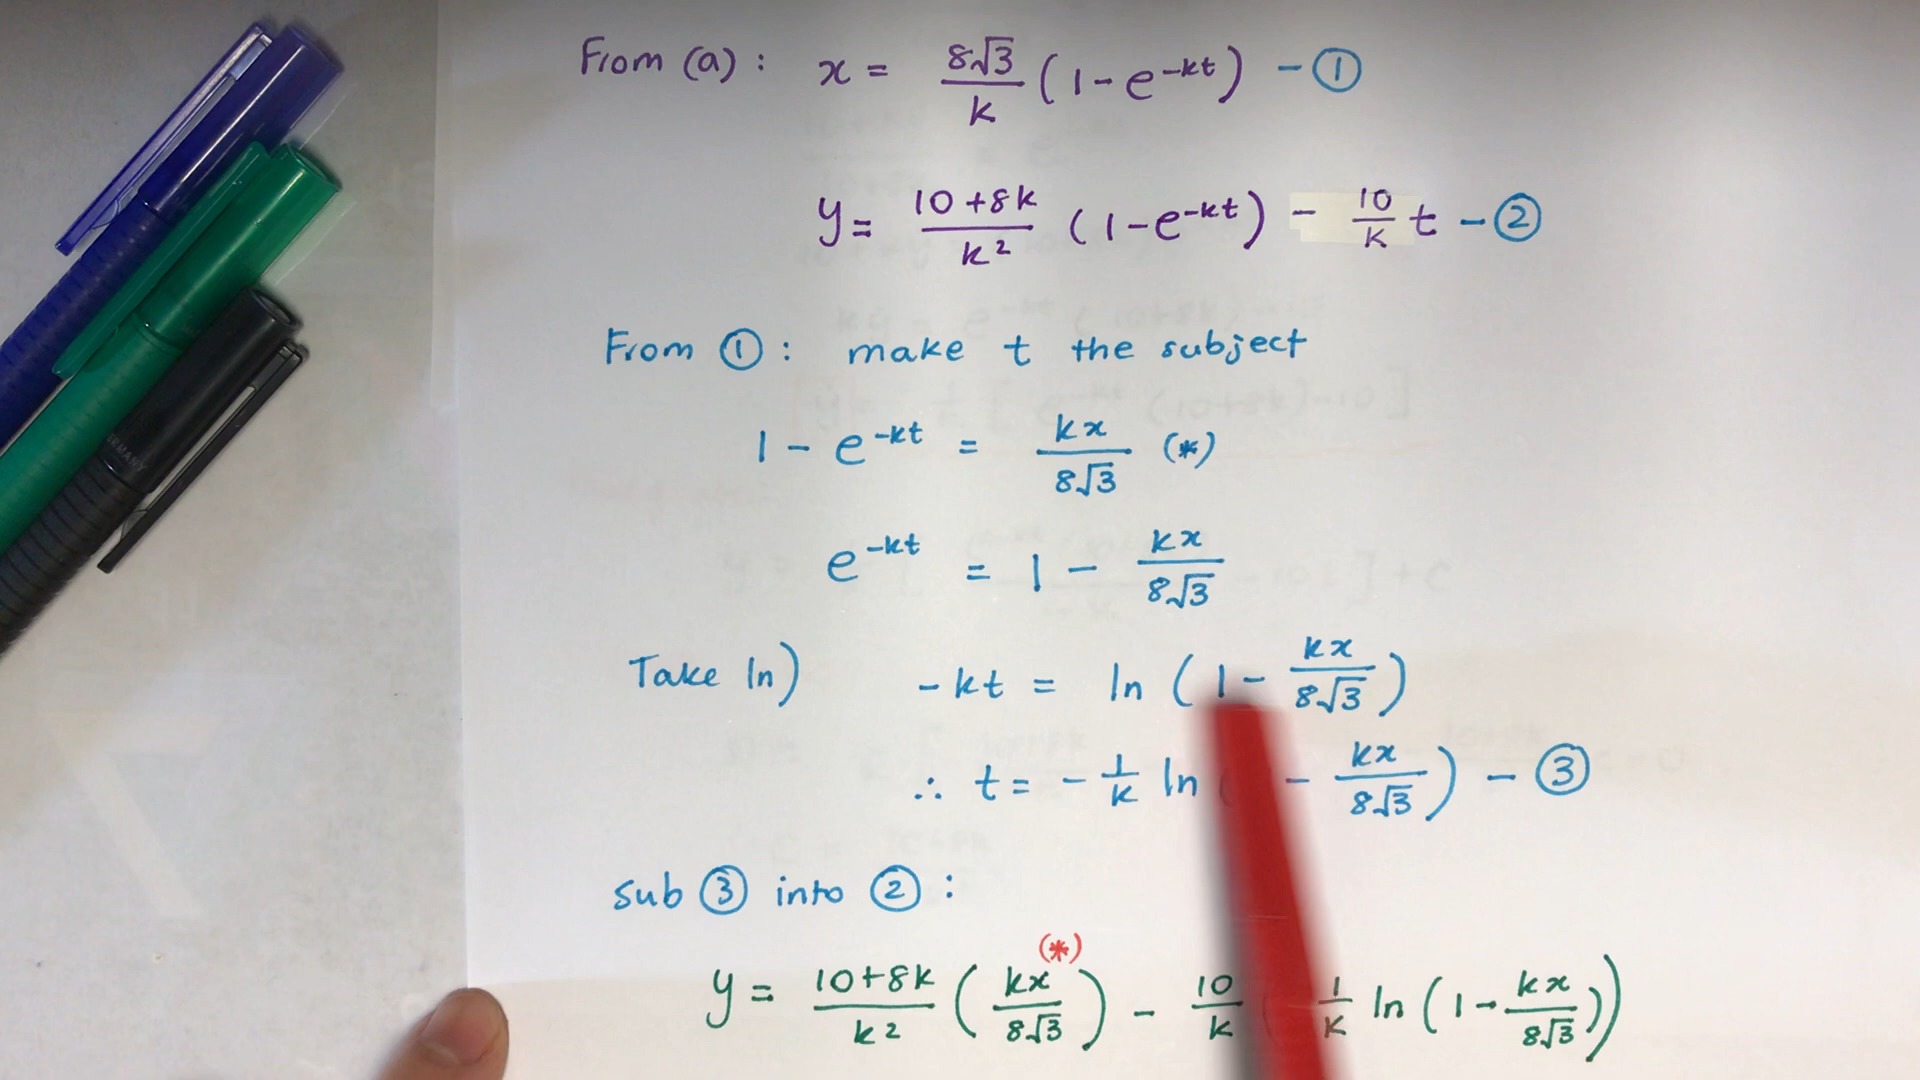 From (a) : x = 8√3/k (1 - e^-kt) - ①
y = 10+8k/k² (1-e^-kt) - 10/k t - ②
From ① : make t the subject
1 - e^-kt = kx/8√3 (*)
e^-kt = 1 - kx/8√3
Take ln) -kt = ln (1 - kx/8√3)
∴ t = - 1/k ln - kx/8√3) - ③
sub ③ into ② :
(*)
y = 10+8k/k² (kx/8√3) - 10/k 1/k ln (1 - kx/8√3))